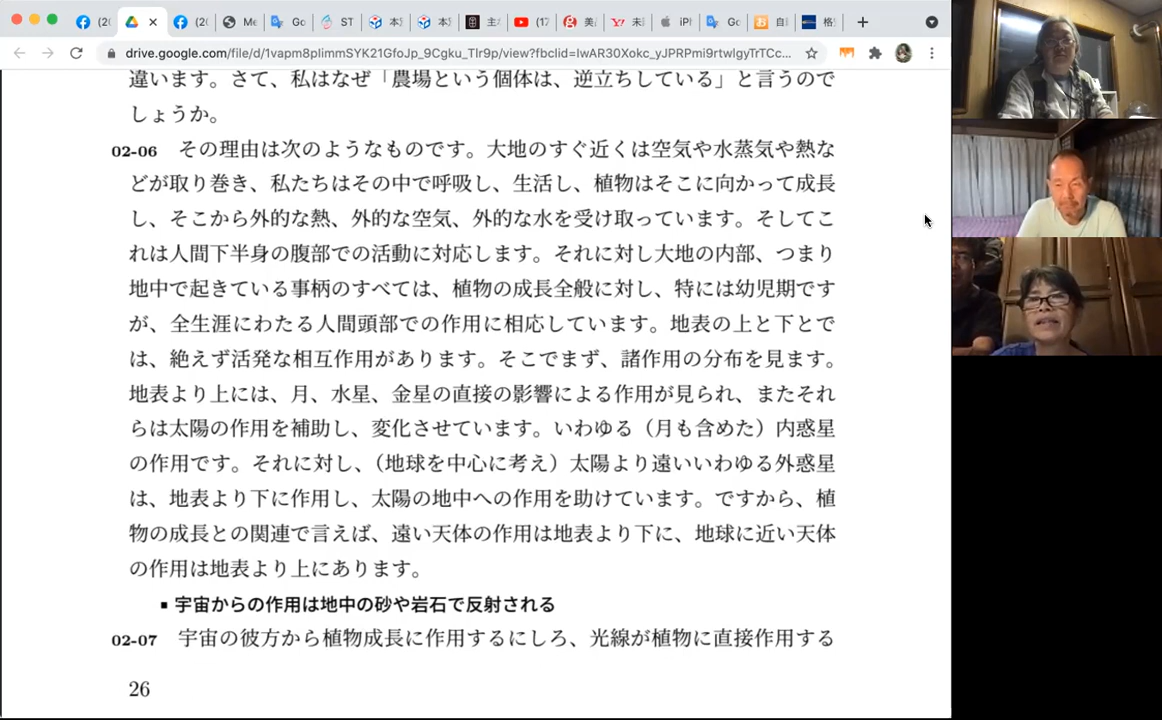 (2(
(2(
Me
Go
ST
本
本
主
(17
美
未
iPh
Go
自
格
drive.google.com/file/d/1vapm8plimmSYK21GfoJp_9Cgku_Tlr9p/view?fbclid=IwAR30Xokc_yJPRPmi9rtwlgyTrTCc...
違います。さて、私はなぜ「農場という個体は、逆立ちしている」と言うので
しょうか。
02-06 その理由は次のようなものです。大地のすぐ近くは空気や水蒸気や熱な
どが取り巻き、私たちはその中で呼吸し、生活し、植物はそこに向かって成長
し、そこから外的な熱、外的な空気、外的な水を受け取っています。そしてこ
れは人間下半身の腹部での活動に対応します。それに対し大地の内部、つまり
地中で起きている事柄のすべては、植物の成長全般に対し、特には幼児期です
が、全生涯にわたる人間頭部での作用に相応しています。地表の上と下とで
は、絶えず活発な相互作用があります。そこでまず、諸作用の分布を見ます。
地表より上には、月、水星、金星の直接の影響による作用が見られ、またそれ
らは太陽の作用を補助し、変化させています。いわゆる（月も含めた）内惑星
の作用です。それに対し、（地球を中心に考え）太陽より遠いいわゆる外惑星
は、地表より下に作用し、太陽の地中への作用を助けています。ですから、植
物の成長との関連で言えば、遠い天体の作用は地表より下に、地球に近い天体
の作用は地表より上にあります。
■ 宇宙からの作用は地中の砂や岩石で反射される
02-07 宇宙の彼方から植物成長に作用するにしろ、光線が植物に直接作用する
26